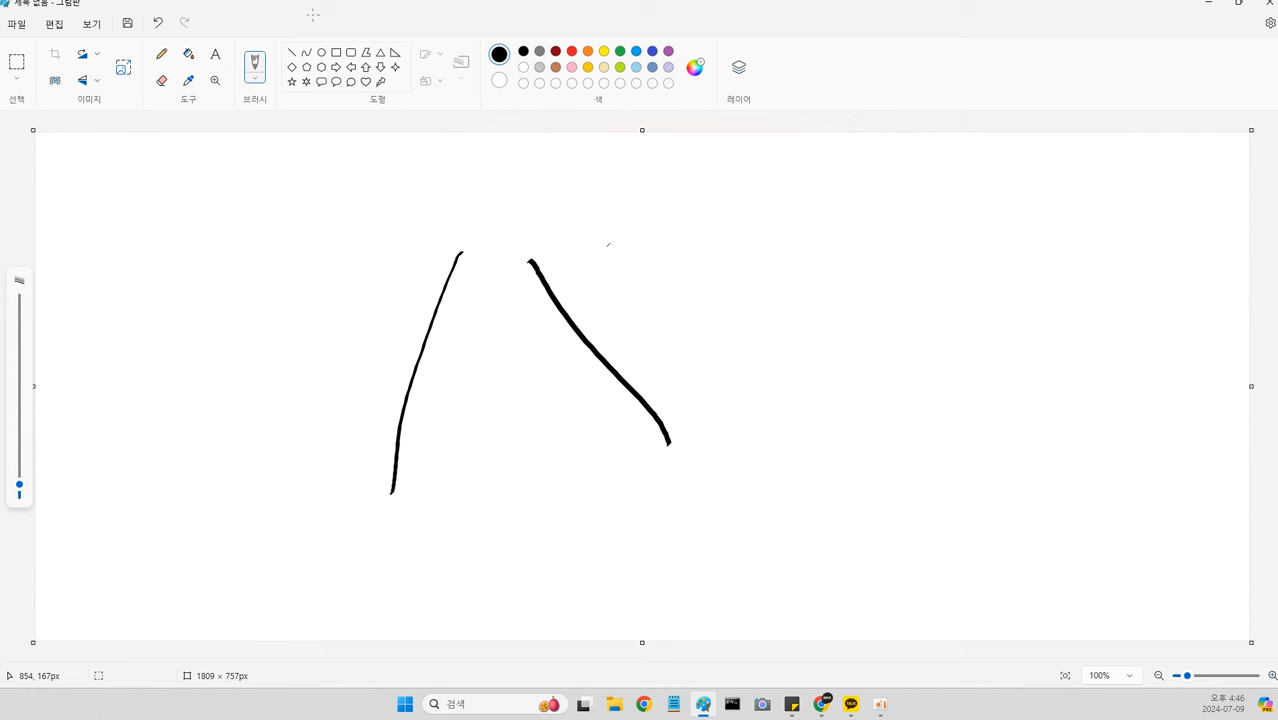 제목 없음 - 그림판
파일 편집 보기
A
선택 이미지 도구 브러시 도형 색 레이어
854, 167px 1809 × 757px 100%
검색
TALK
오후 4:46
2024-07-09
PRE